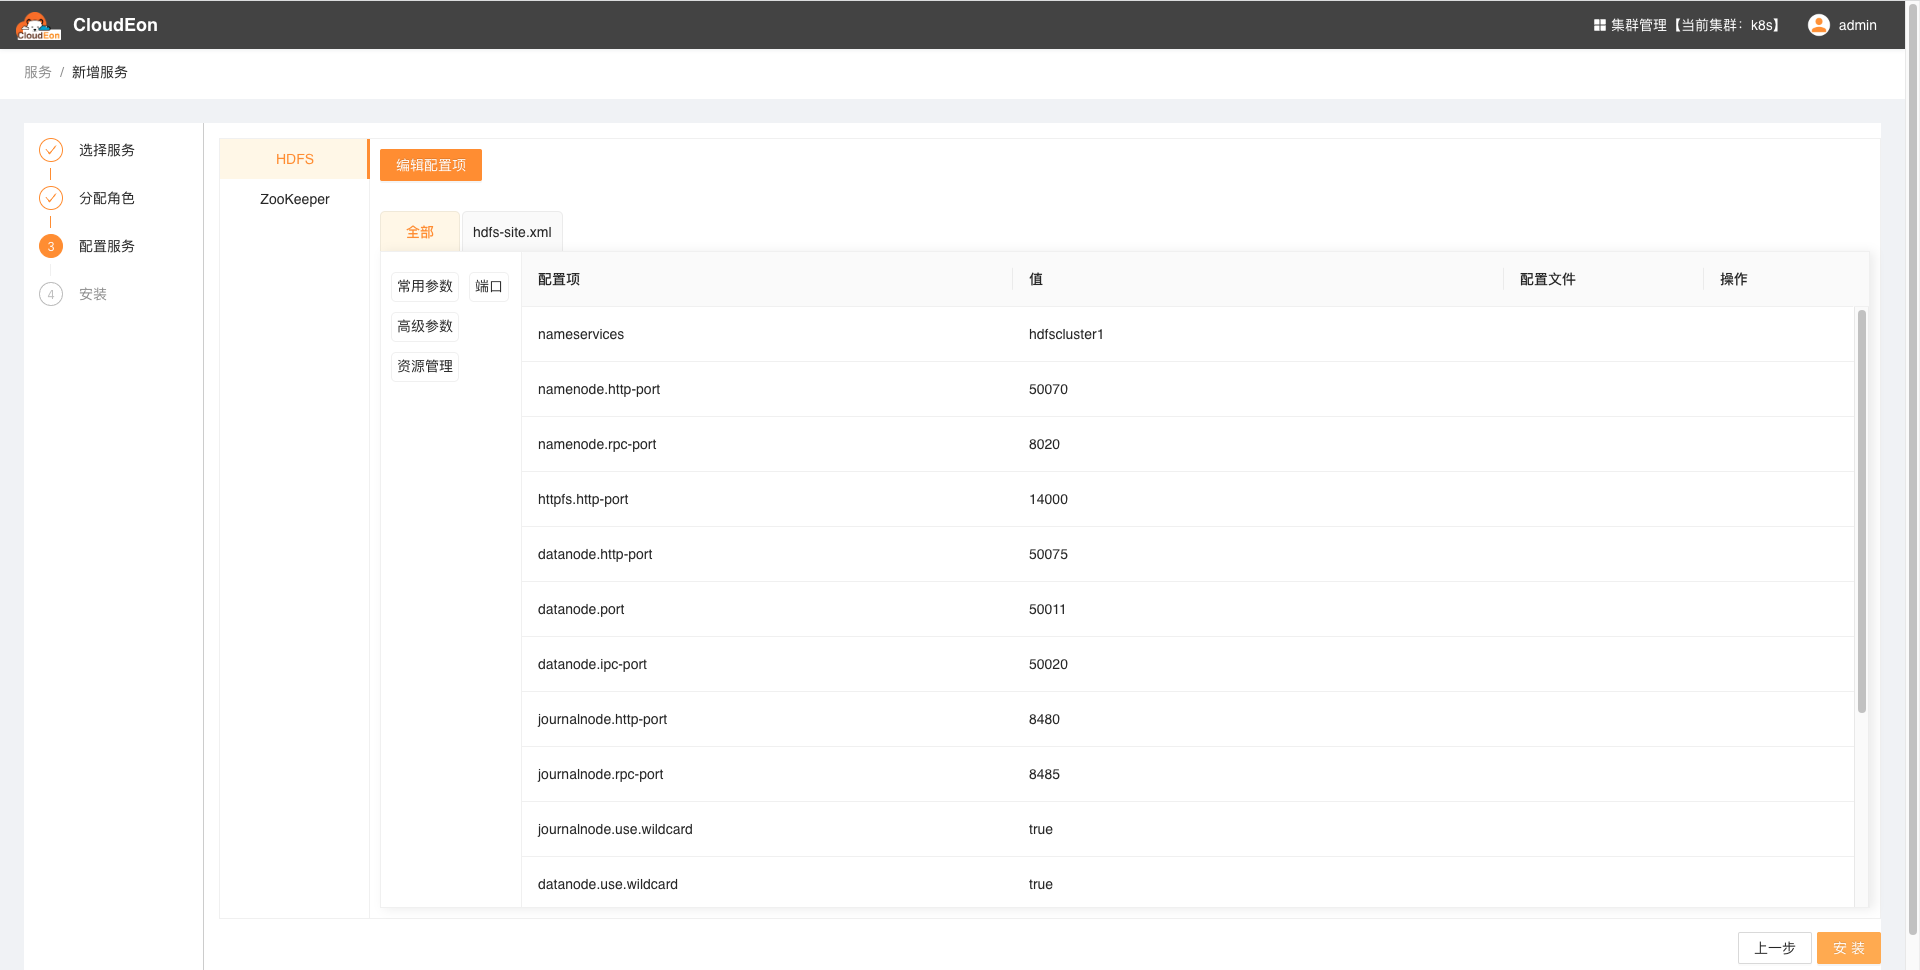 CloudEon CloudEon 集群管理【当前集群：k8s】 admin
服务 / 新增服务
选择服务
分配角色
3 配置服务
4 安装
HDFS
ZooKeeper
编辑配置项
全部 hdfs-site.xml
常用参数 端口
高级参数
资源管理
配置项 值 配置文件 操作
nameservices hdfscluster1
namenode.http-port 50070
namenode.rpc-port 8020
httpfs.http-port 14000
datanode.http-port 50075
datanode.port 50011
datanode.ipc-port 50020
journalnode.http-port 8480
journalnode.rpc-port 8485
journalnode.use.wildcard true
datanode.use.wildcard true
上一步 安 装